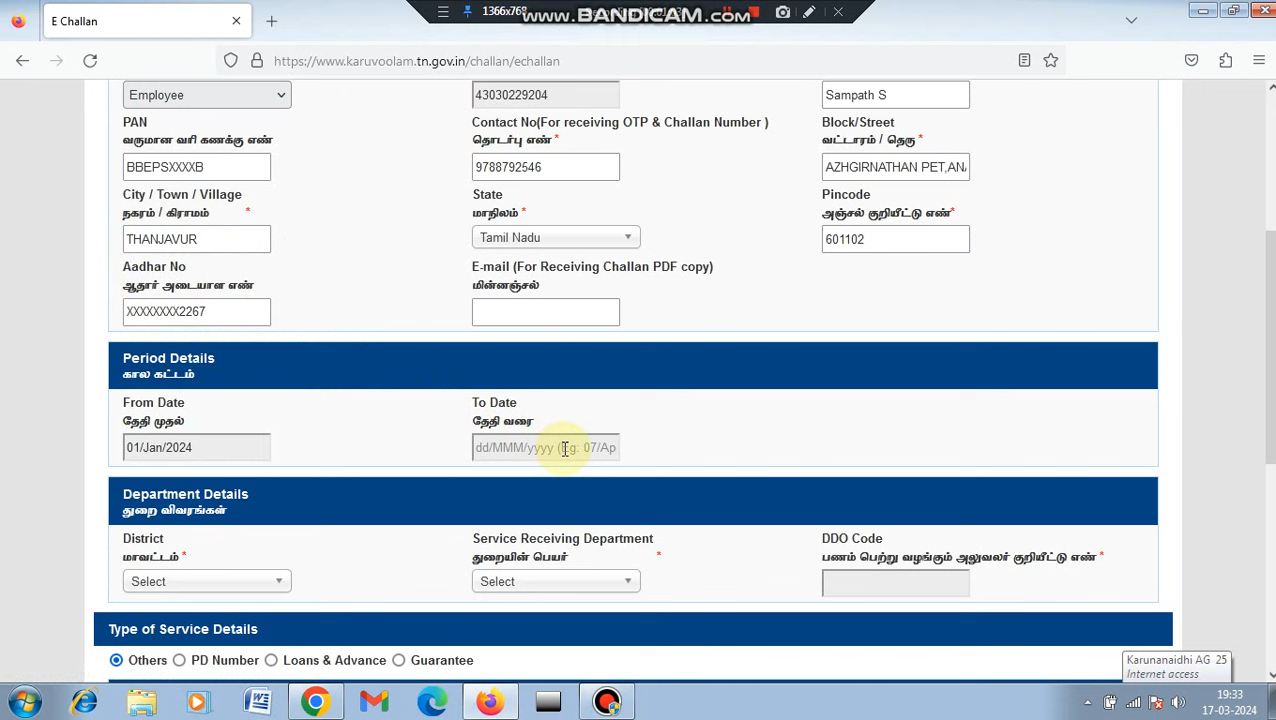 E Challan
1366x768
www.BANDICAM.com
https://www.karuvoolam.tn.gov.in/challan/echallan
Employee
43030229204
Sampath S
PAN
Contact No(For receiving OTP & Challan Number )
Block/Street
வருமான வரி கணக்கு எண்
தொடர்பு எண் *
வட்டாரம் / தெரு *
BBEPSXXXXB
9788792546
AZHGIRNATHAN PET,AN
City / Town / Village
State
Pincode
நகரம் / கிராமம் *
மாநிலம் *
அஞ்சல் குறியீட்டு எண்*
THANJAVUR
Tamil Nadu
601102
Aadhar No
E-mail (For Receiving Challan PDF copy)
ஆதார் அடையாள எண்
மின்னஞ்சல்
XXXXXXXX2267
Period Details
கால கட்டம்
From Date
To Date
தேதி முதல்
தேதி வரை
01/Jan/2024
dd/MMM/yyyy (Eg: 07/Ap
Department Details
துறை விவரங்கள்
District
Service Receiving Department
DDO Code
மாவட்டம் *
துறையின் பெயர் *
பணம் பெற்று வழங்கும் அலுவலர் குறியீட்டு எண் *
Select
Select
Type of Service Details
Others
PD Number
Loans & Advance
Guarantee
Karunanaidhi AG 25
Internet access
19:33
17-03-2024